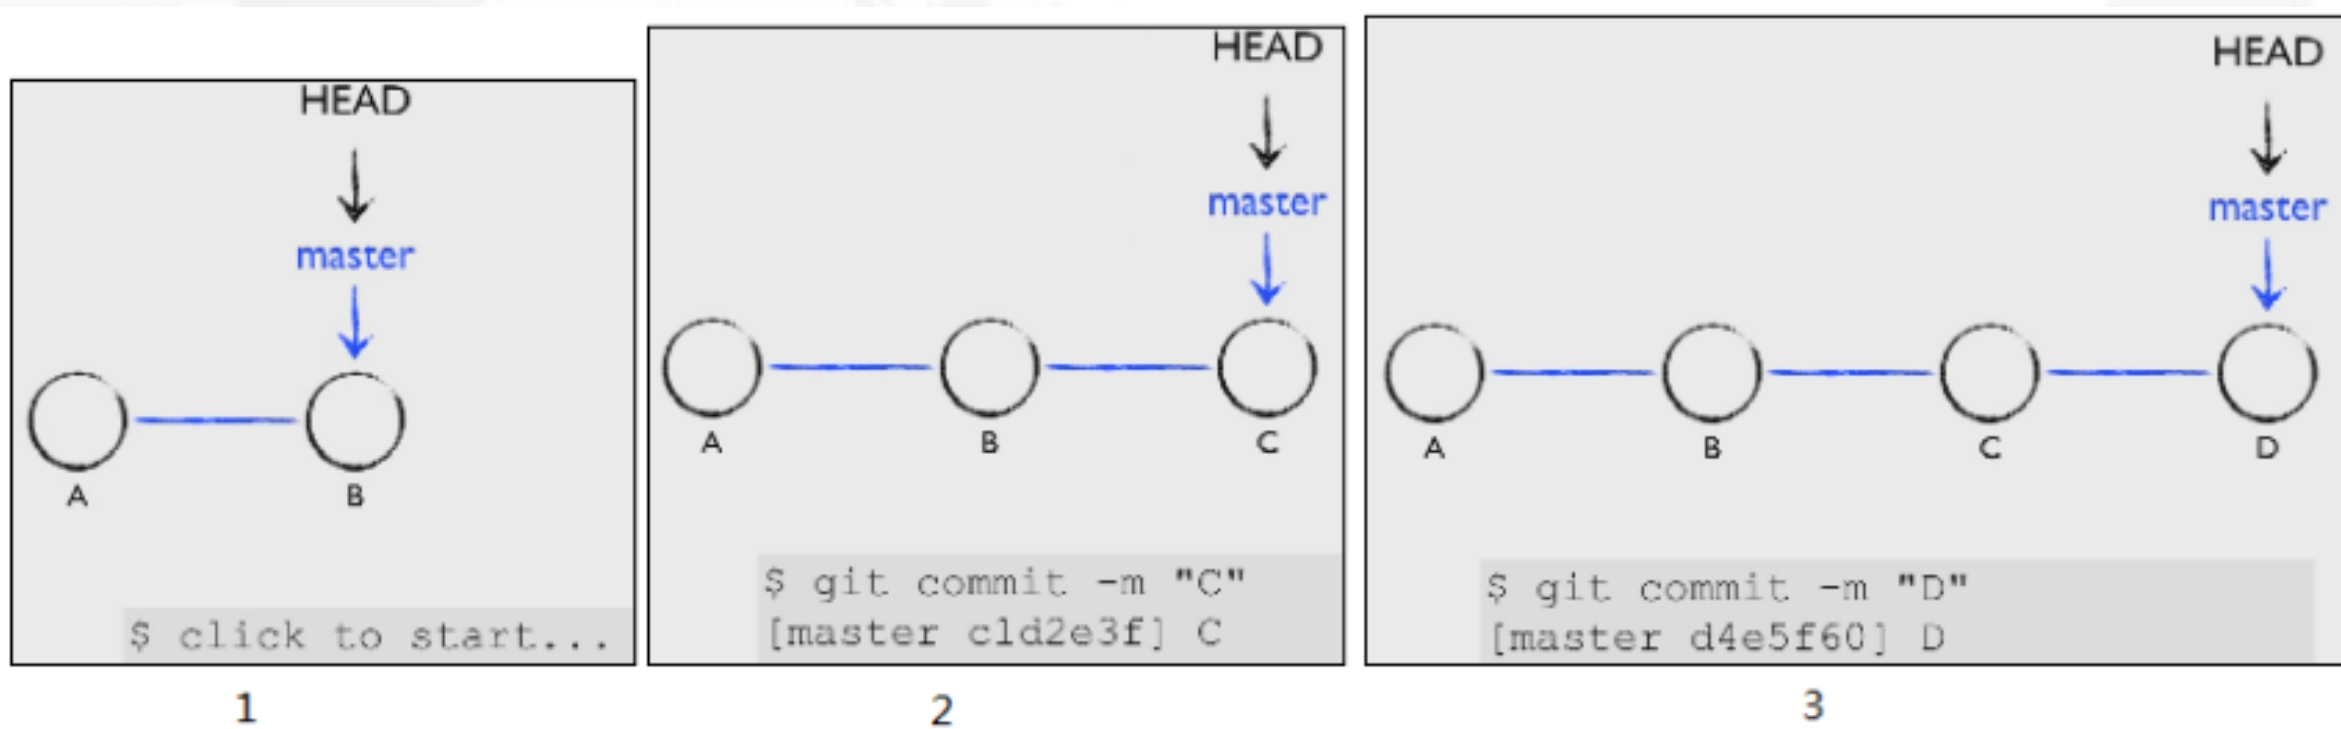 HEAD
master
A B
$ click to start...
1
HEAD
master
A B C
$ git commit -m "C"
[master c1d2e3f] C
2
HEAD
master
A B C D
$ git commit -m "D"
[master d4e5f60] D
3